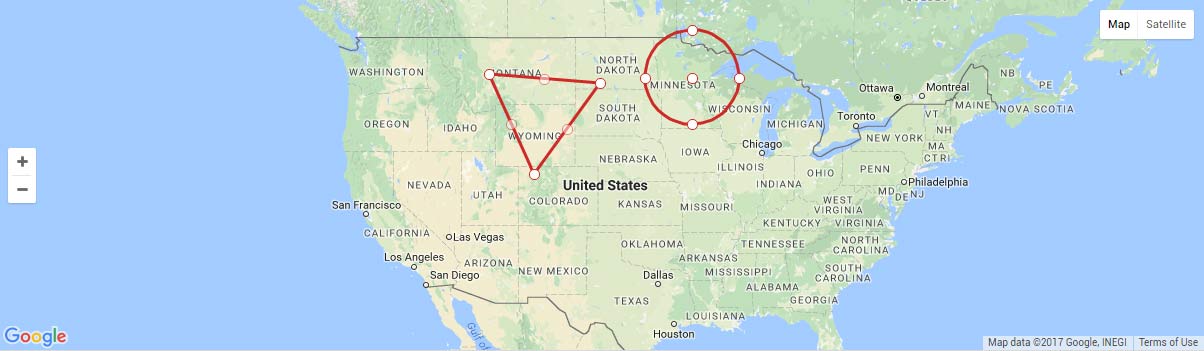 Map Satellite
WASHINGTON
MONTANA
NORTH
DAKOTA
MINNESOTA
Ottawa
Montreal
NB
PE
NOVA SCOTIA
MAINE
OREGON
IDAHO
WYOMING
SOUTH
DAKOTA
WISCONSIN
MICHIGAN
Toronto
VT
NH
NEW YORK
MA
CT RI
NEBRASKA
IOWA
Chicago
ILLINOIS
INDIANA
OHIO
PENN
Philadelphia
MD
DE NJ
NEVADA
UTAH
COLORADO
United States
KANSAS
MISSOURI
WEST
VIRGINIA
KENTUCKY
VIRGINIA
San Francisco
CALIFORNIA
Las Vegas
Los Angeles
San Diego
ARIZONA
NEW MEXICO
OKLAHOMA
ARKANSAS
TENNESSEE
NORTH
CAROLINA
SOUTH
CAROLINA
MISSISSIPPI
ALABAMA
GEORGIA
Dallas
TEXAS
LOUISIANA
Houston
Gulf of
Google
Map data ©2017 Google, INEGI Terms of Use